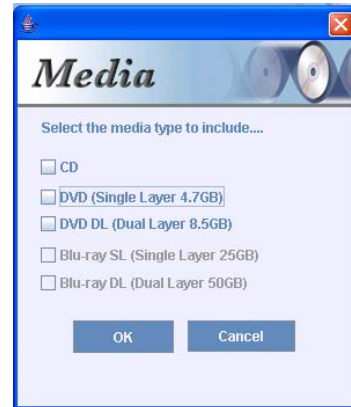 Media
Select the media type to include....
CD
DVD (Single Layer 4.7GB)
DVD DL (Dual Layer 8.5GB)
Blu-ray SL (Single Layer 25GB)
Blu-ray DL (Dual Layer 50GB)
OK Cancel